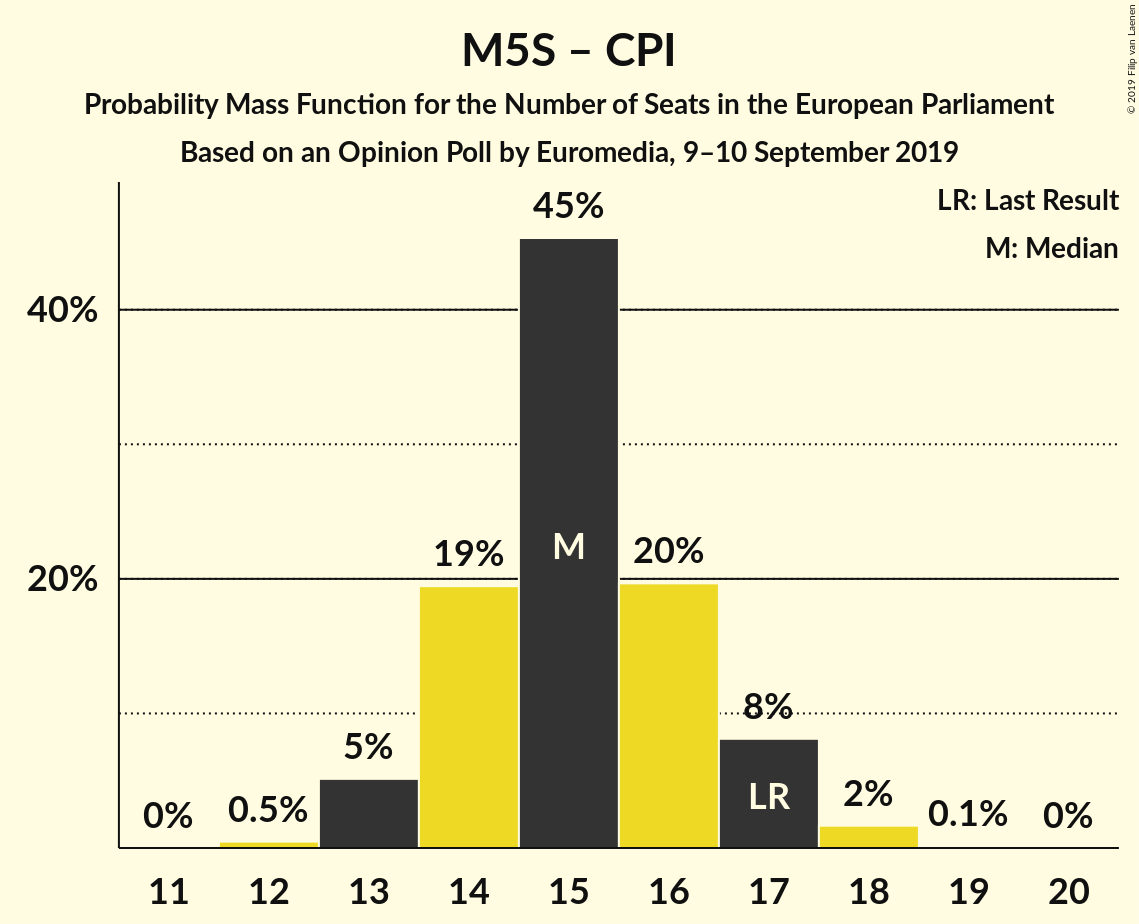 M5S – CPI
Probability Mass Function for the Number of Seats in the European Parliament
Based on an Opinion Poll by Euromedia, 9–10 September 2019
© 2019 Filip van Laenen
LR: Last Result
M: Median
40%
20%
0%
0.5%
5%
19%
45%
M
20%
8%
LR
2%
0.1%
0%
11 12 13 14 15 16 17 18 19 20